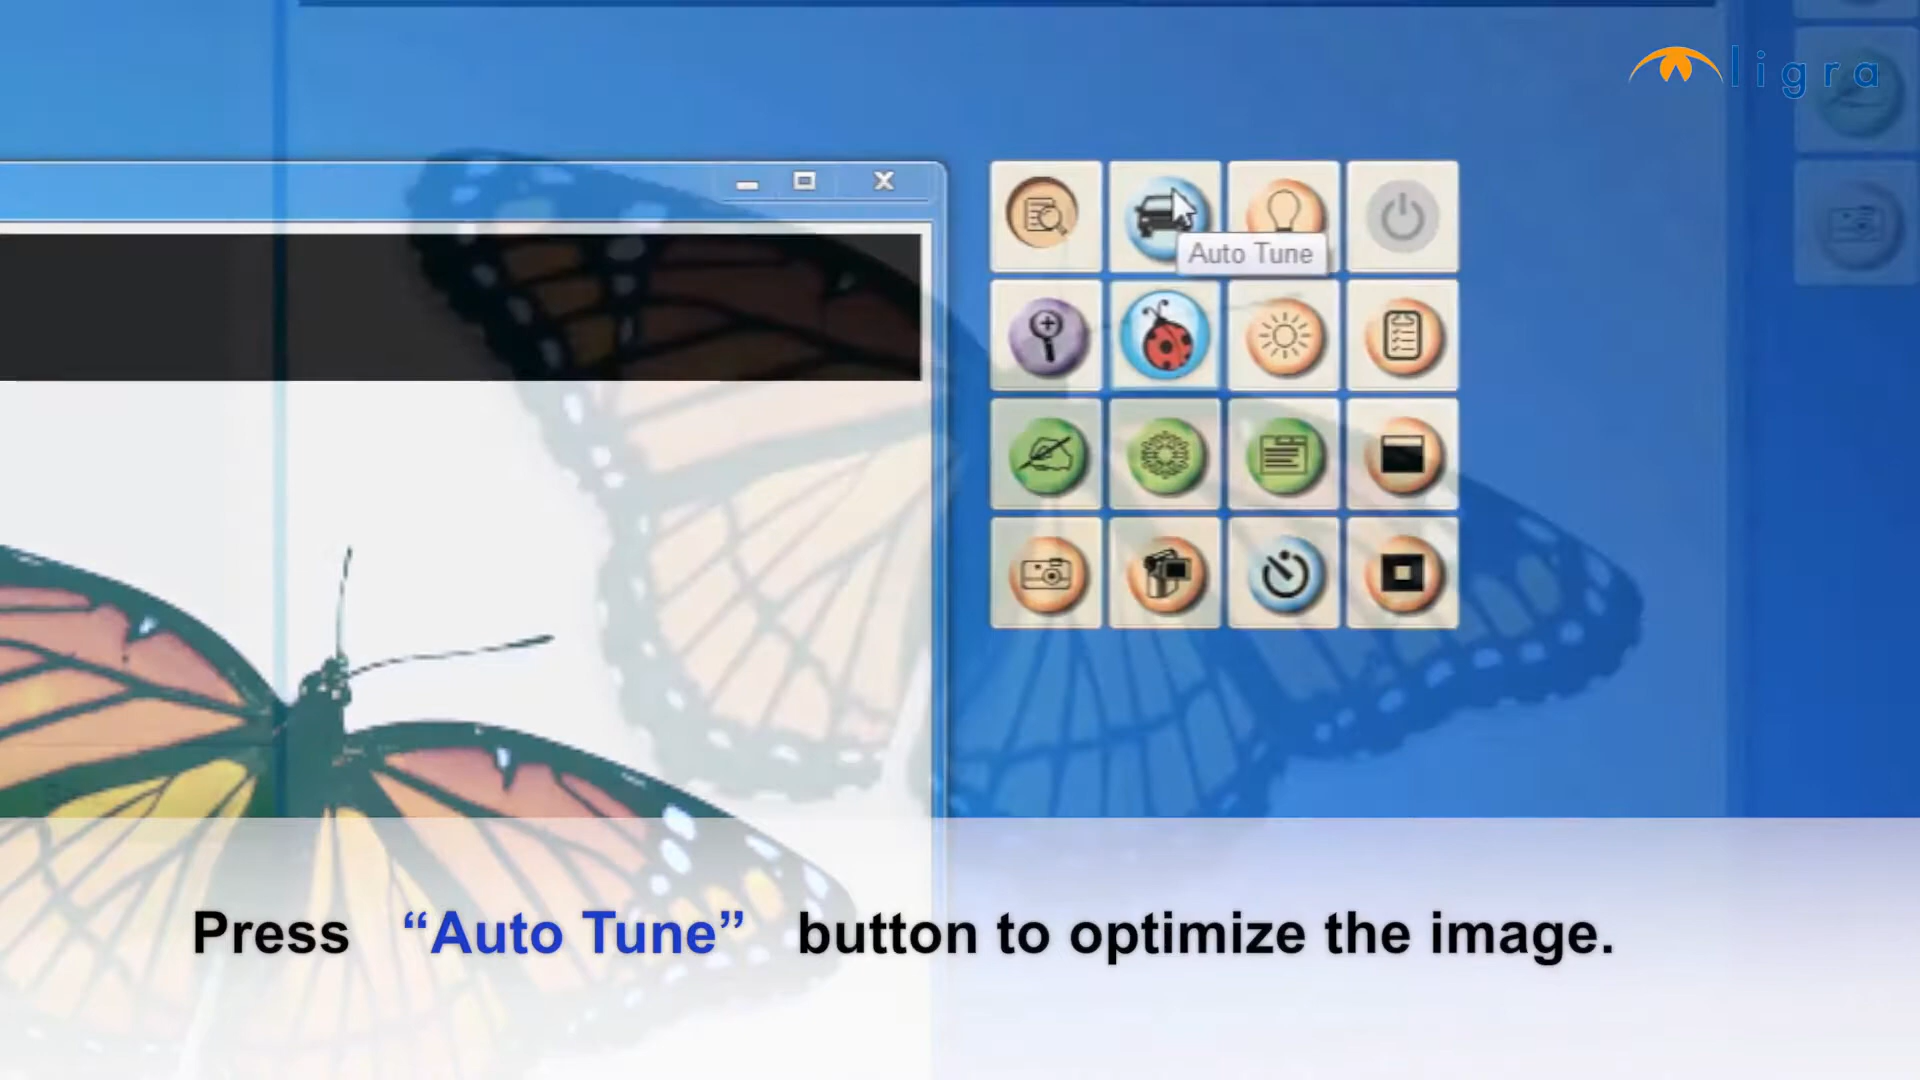 ligra
Auto Tune
Press “Auto Tune” button to optimize the image.